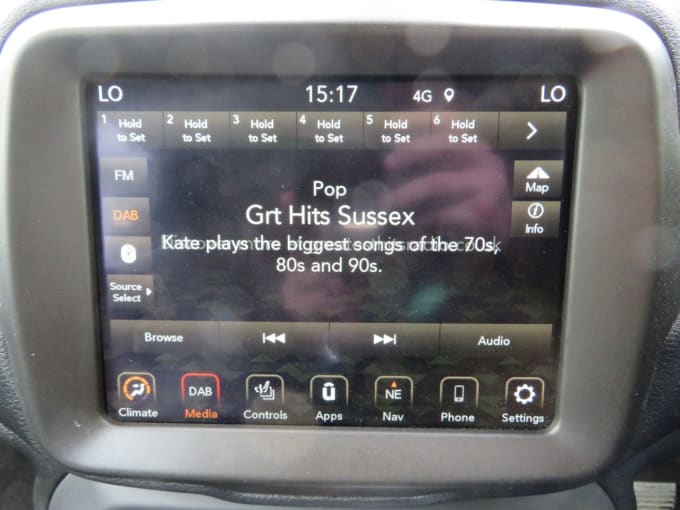 LO 15:17 4G LO
1 Hold to Set 2 Hold to Set 3 Hold to Set 4 Hold to Set 5 Hold to Set 6 Hold to Set
FM
Map
Pop
DAB
Grt Hits Sussex
Info
Kate plays the biggest songs of the 70s,
80s and 90s.
Source
Select
Browse
Audio
DAB NE
Climate Media Controls Apps Nav Phone Settings